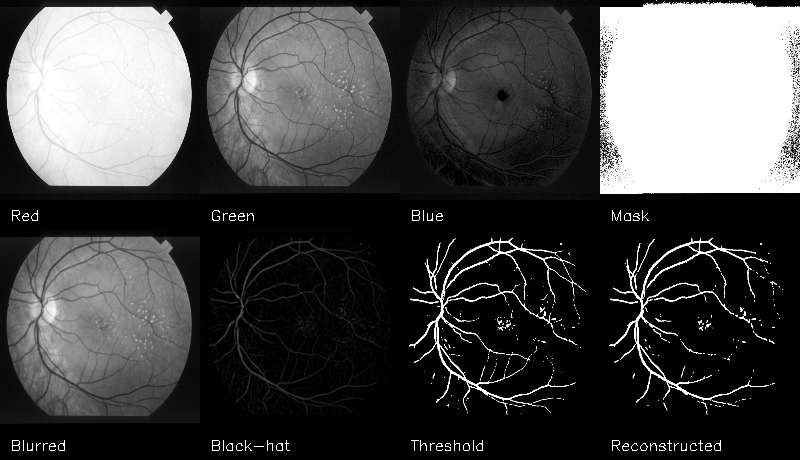 Red
Green
Blue
Mask
Blurred
Black-hat
Threshold
Reconstructed